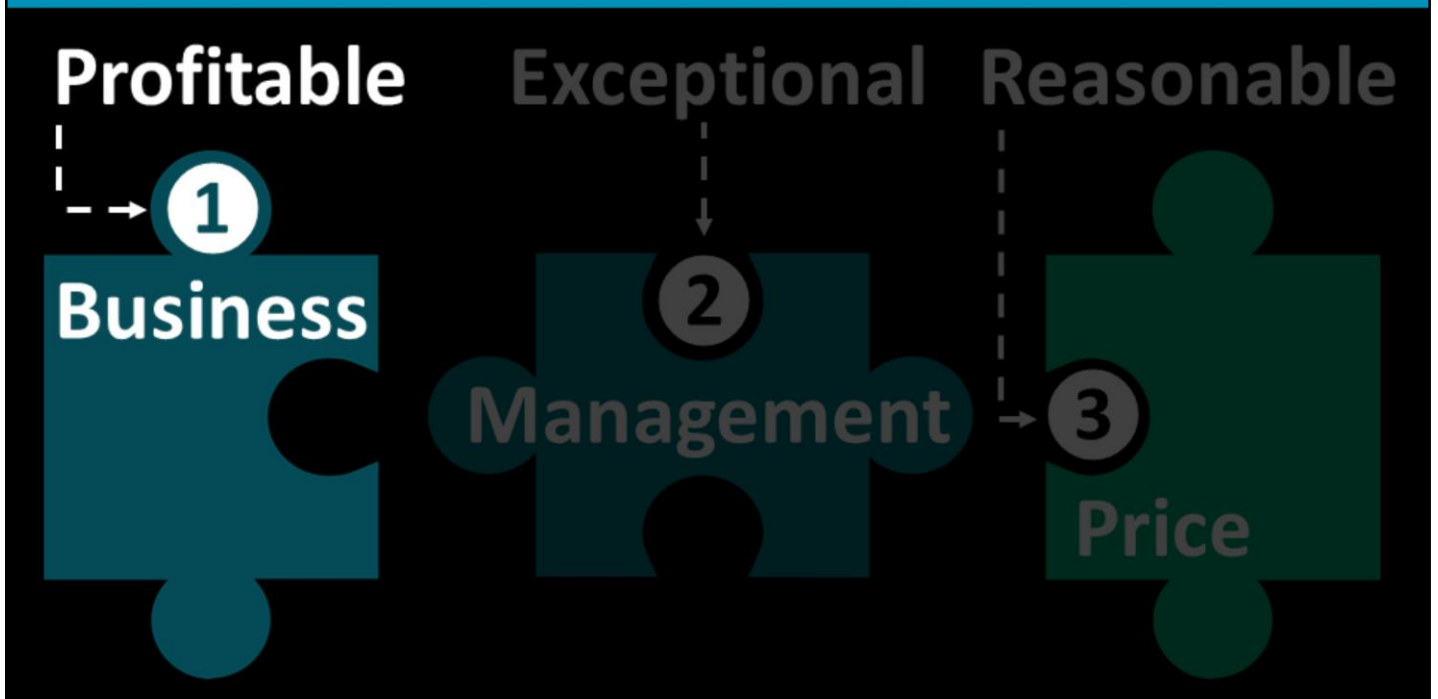 Profitable
1
Business
Exceptional
2
Management
Reasonable
3
Price